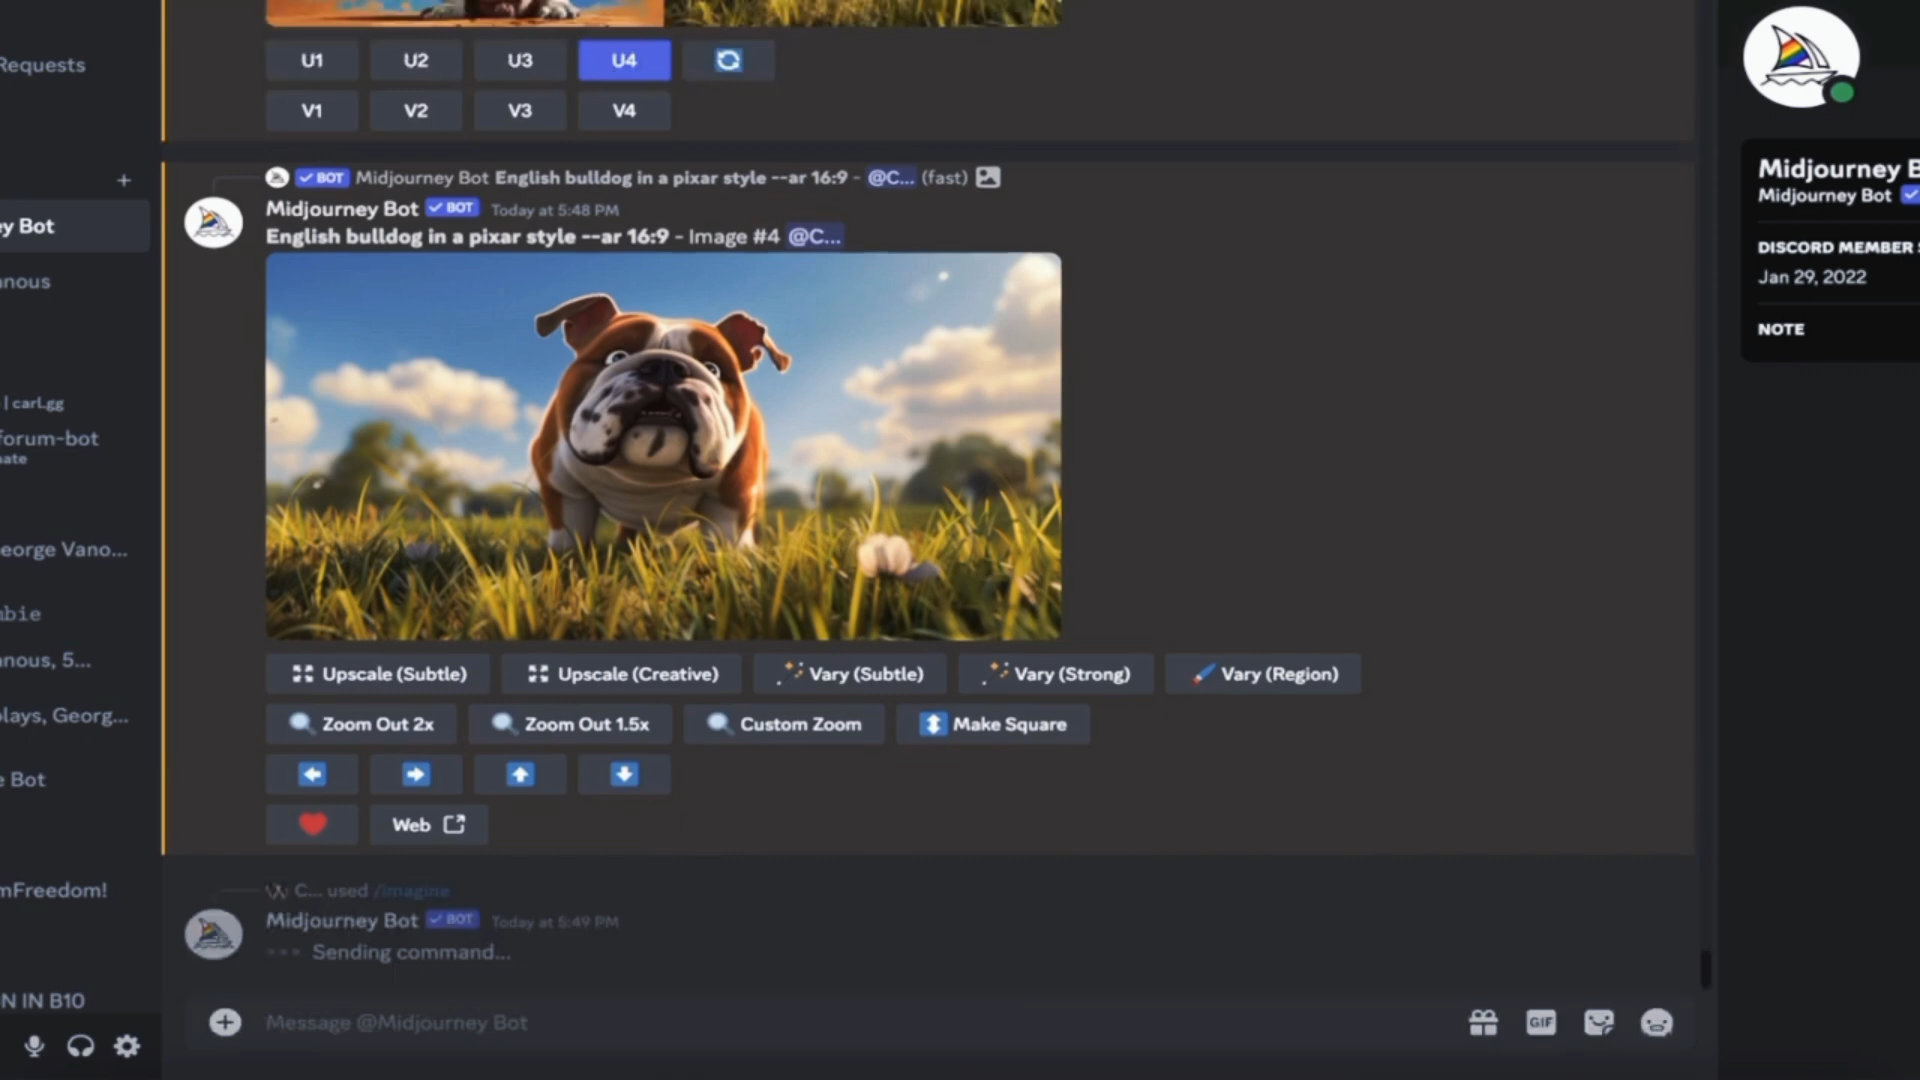 Requests
U1 U2 U3 U4
V1 V2 V3 V4
+
BOT Midjourney Bot English bulldog in a pixar style --ar 16:9 - @C... (fast)
ey Bot
Midjourney Bot BOT Today at 5:48 PM
English bulldog in a pixar style --ar 16:9 - Image #4 @C...
nous
| carl.gg
forum-bot
nate
eorge Vano...
mbie
nous, 5...
lays, Georg...
e Bot
mFreedom!
N IN B10
Upscale (Subtle) Upscale (Creative) Vary (Subtle) Vary (Strong) Vary (Region)
Zoom Out 2x Zoom Out 1.5x Custom Zoom Make Square
Web
C... used /imagine
Midjourney Bot BOT Today at 5:49 PM
Sending command...
Message @Midjourney Bot
GIF
Midjourney B
Midjourney Bot
DISCORD MEMBER S
Jan 29, 2022
NOTE